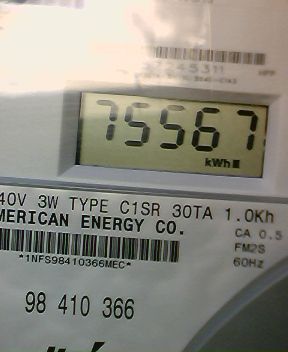 75567
kWh
40V 3W TYPE C1SR 30TA 1.0Kh
MERICAN ENERGY CO.
CA 0.5
FM2S
*1NFS98410366MEC*
60Hz
98 410 366